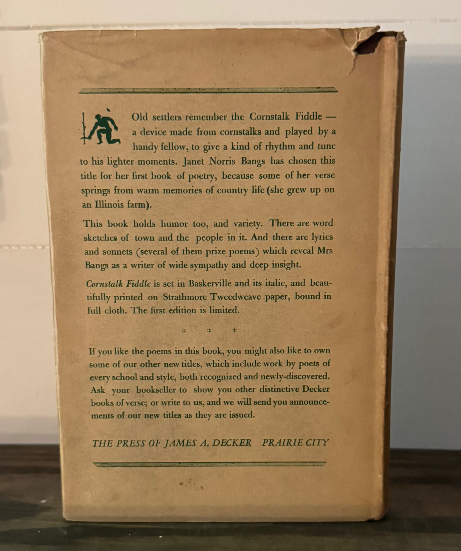 Old settlers remember the Cornstalk Fiddle —
a device made from cornstalks and played by a
handy fellow, to give a kind of rhythm and tune
to his lighter moments. Janet Norris Bangs has chosen this
title for her first book of poetry, because some of her verse
springs from warm memories of country life (she grew up on
an Illinois farm).
This book holds humor too, and variety. There are word
sketches of town and the people in it. And there are lyrics
and sonnets (several of them prize poems) which reveal Mrs
Bangs as a writer of wide sympathy and deep insight.
Cornstalk Fiddle is set in Baskerville and its italic, and beau-
tifully printed on Strathmore Tweedweave paper, bound in
full cloth. The first edition is limited.
* * *
If you like the poems in this book, you might also like to own
some of our other new titles, which include work by poets of
every school and style, both recognized and newly-discovered.
Ask your bookseller to show you other distinctive Decker
books of verse; or write to us, and we will send you announce-
ments of our new titles as they are issued.
THE PRESS OF JAMES A. DECKER PRAIRIE CITY